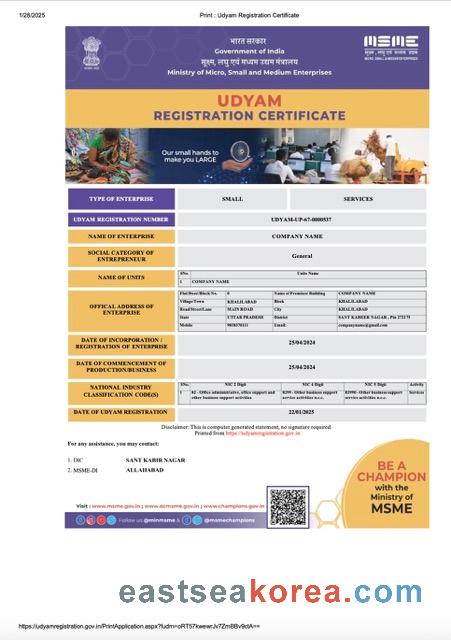 1/28/2025 Print : Udyam Registration Certificate
भारत सरकार
Government of India
सूक्ष्म, लघु एवं मध्यम उद्यम मंत्रालय
Ministry of Micro, Small and Medium Enterprises
MSME
MICRO, SMALL & MEDIUM ENTERPRISES
UDYAM
REGISTRATION CERTIFICATE
Our small hands to
make you LARGE
TYPE OF ENTERPRISE SMALL SERVICES
UDYAM REGISTRATION NUMBER UDYAM-UP-67-0000537
NAME OF ENTERPRISE COMPANY NAME
SOCIAL CATEGORY OF
ENTREPRENEUR General
NAME OF UNITS
SNo. Units Name
1 COMPANY NAME
OFFICAL ADDRESS OF
ENTERPRISE
Flat/Door/Block No. 0 Name of Premises/ Building COMPANY NAME
Village/Town KHALILABAD Block KHALILABAD
Road/Street/Lane MAIN ROAD City KHALILABAD
State UTTAR PRADESH District SANT KABEER NAGAR , Pin 272175
Mobile Email: companyname@gmail.com
DATE OF INCORPORATION /
REGISTRATION OF ENTERPRISE 25/04/2024
DATE OF COMMENCEMENT OF
PRODUCTION/BUSINESS 25/04/2024
NATIONAL INDUSTRY
CLASSIFICATION CODE(S)
SNo. NIC 2 Digit NIC 4 Digit NIC 5 Digit Activity
1 82 - Office administrative, office support and other business support activities 8299 - Other business support service activities n.e.c. 82990 - Other business support service activities n.e.c. Services
DATE OF UDYAM REGISTRATION 22/01/2025
Disclaimer: This is computer generated statement, no signature required
Printed from https://udyamregistration.gov.in
For any assistance, you may contact:
1. DIC SANT KABIR NAGAR
2. MSME-DI ALLAHABAD
BE A
CHAMPION
with the
Ministry of
MSME
Visit : www.msme.gov.in ; www.dcmsme.gov.in ; www.champions.gov.in
Follow us @minmsme & @msmechampions
eastseakorea.com
https://udyamregistration.gov.in/PrintApplication.aspx?udrn=oRT57kwewrJv7ZmBBv9ctA==